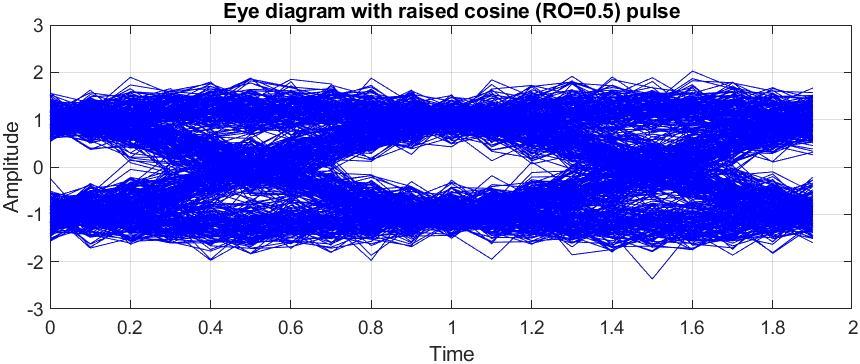 Eye diagram with raised cosine (RO=0.5) pulse
3
2
1
0
-1
-2
-3
Amplitude
0 0.2 0.4 0.6 0.8 1 1.2 1.4 1.6 1.8 2
Time